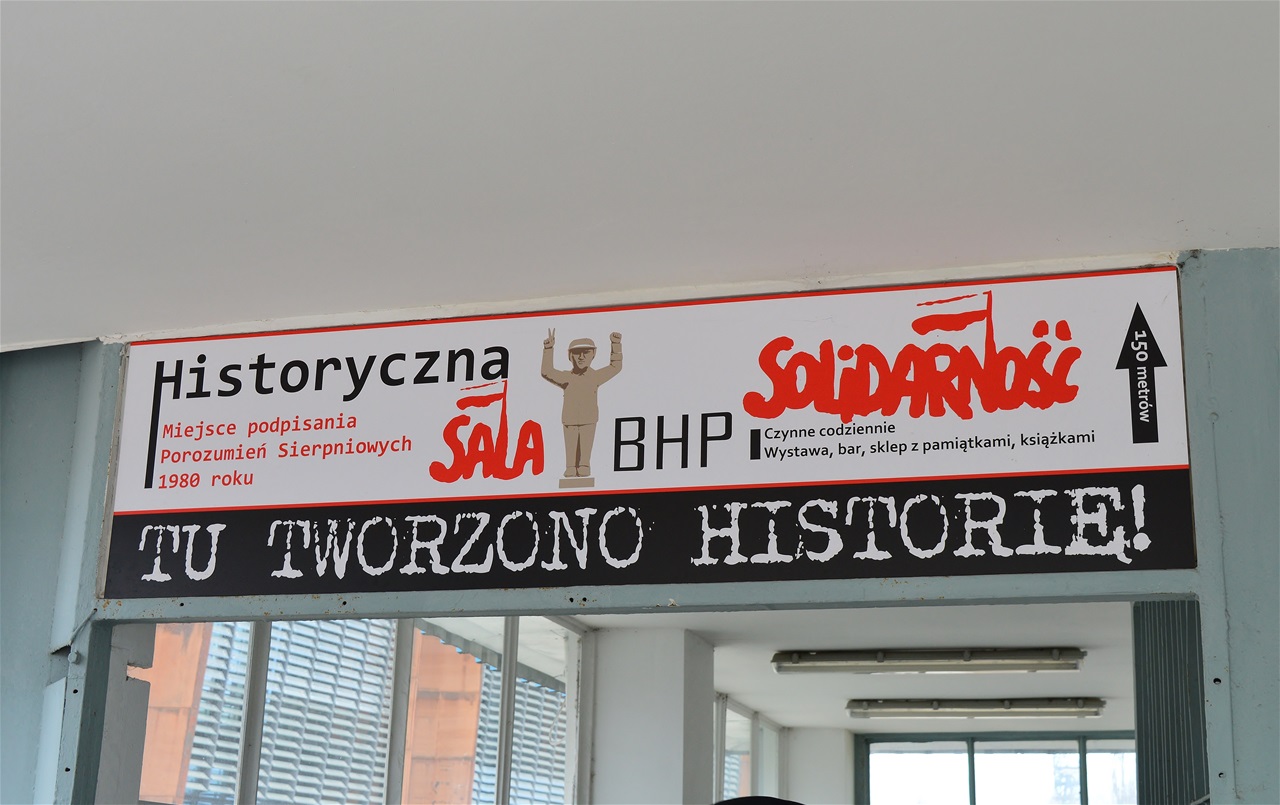 Historyczna
Miejsce podpisania
Porozumień Sierpniowych
1980 roku
SALA
BHP
SOLiDARNOŚĆ
Czynne codziennie
Wystawa, bar, sklep z pamiątkami, książkami
150 metrów
TU TWORZONO HISTORIĘ!